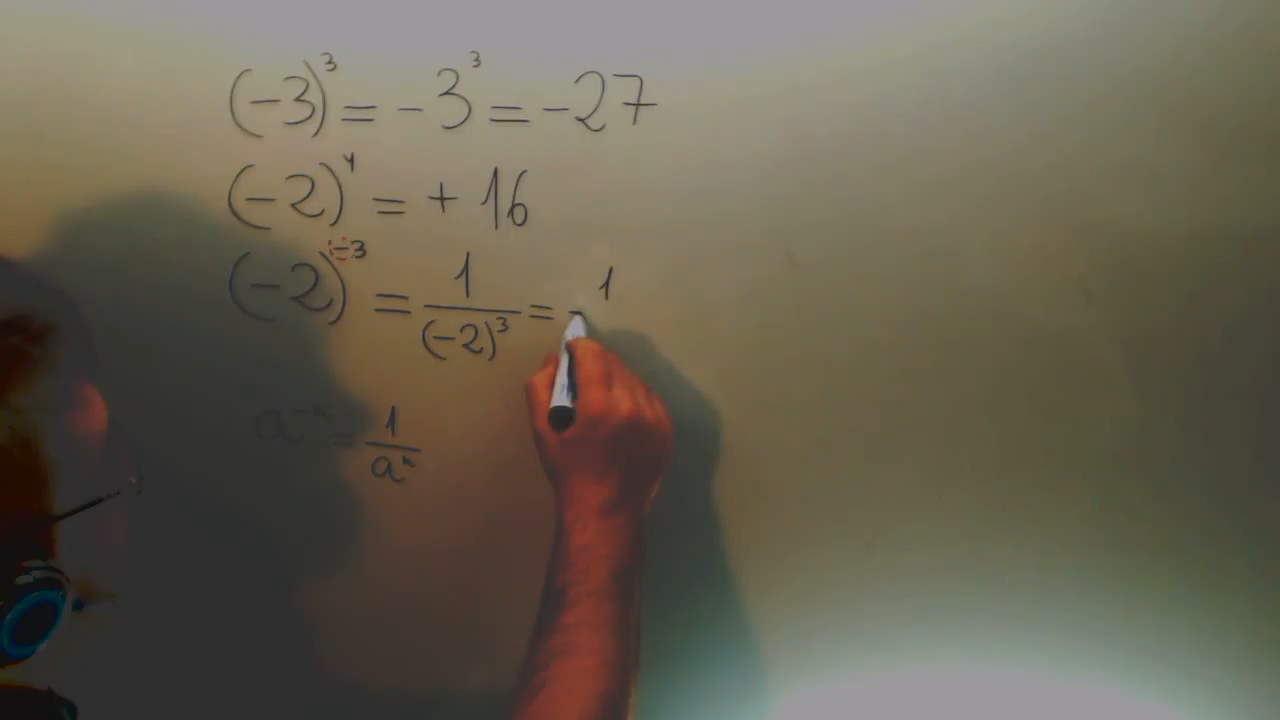 (-3)³ = -3³ = -27
(-2)⁴ = + 16
(-2)⁻³ = 1/(-2)³ = 1
a⁻ⁿ = 1/aⁿ